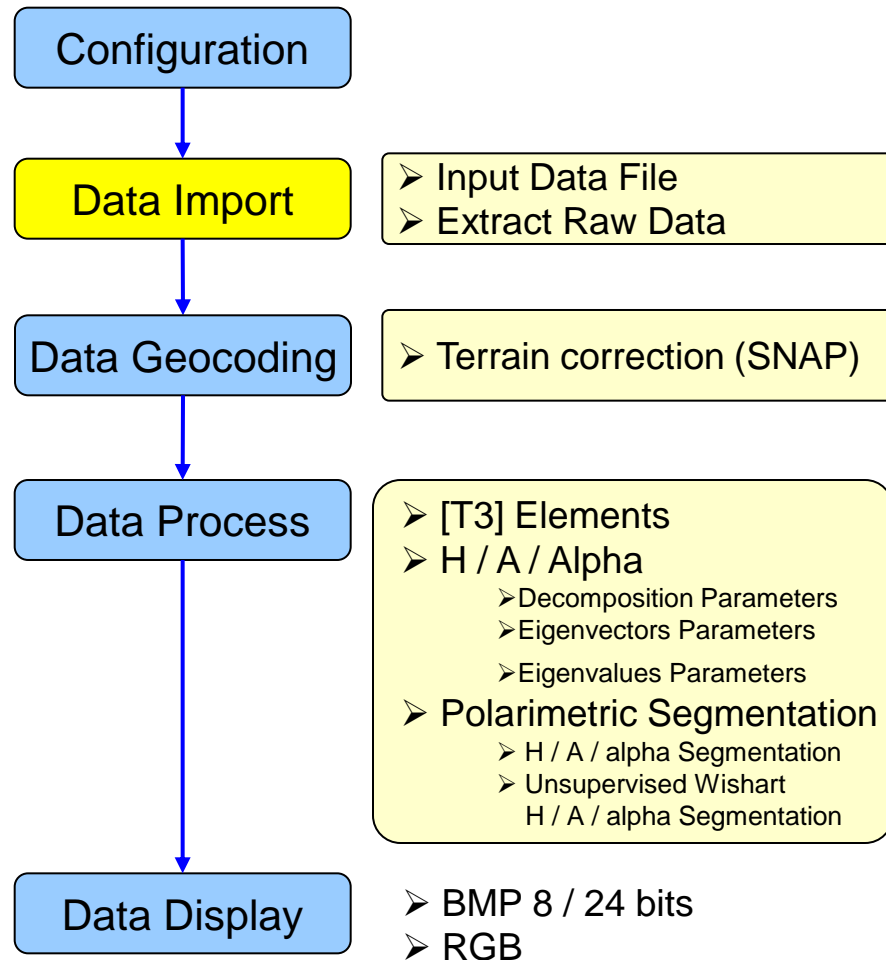 Configuration
Data Import
➢ Input Data File
➢ Extract Raw Data
Data Geocoding
➢ Terrain correction (SNAP)
Data Process
➢ [T3] Elements
➢ H / A / Alpha
➢Decomposition Parameters
➢Eigenvectors Parameters
➢Eigenvalues Parameters
➢ Polarimetric Segmentation
➢ H / A / alpha Segmentation
➢ Unsupervised Wishart
H / A / alpha Segmentation
Data Display
➢ BMP 8 / 24 bits
➢ RGB